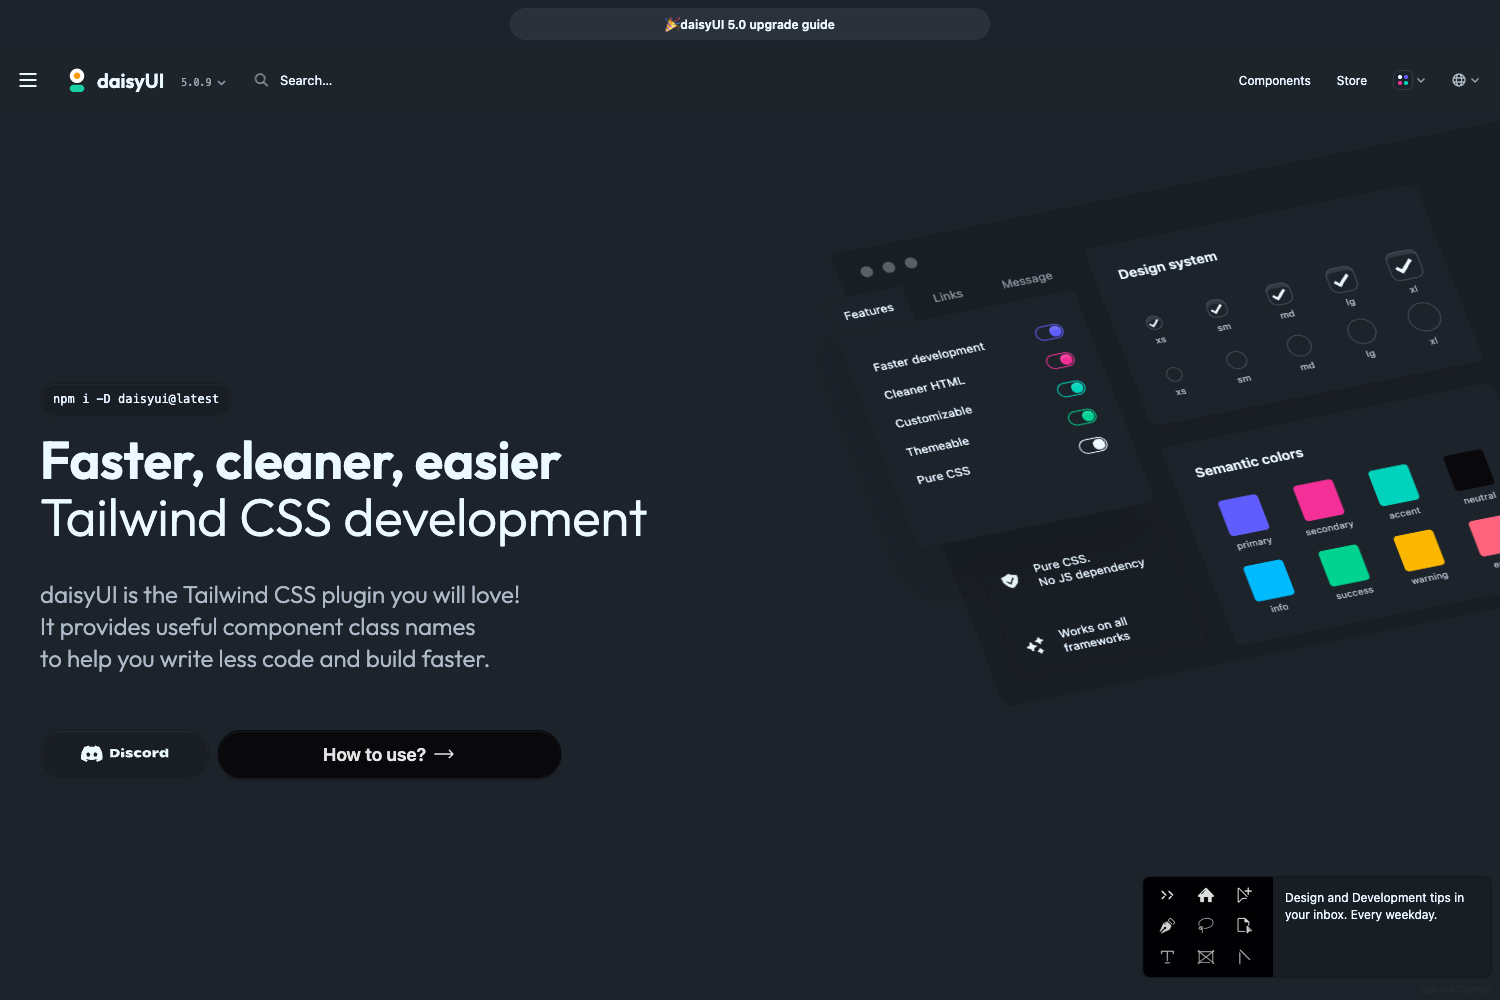 🎉daisyUI 5.0 upgrade guide
daisyUI 5.0.9 Search... Components Store
Design system
Features Links Message
xs sm md lg xl
xs sm md lg xl
Faster development
Cleaner HTML
Customizable
Themeable
Pure CSS
Semantic colors
primary secondary accent neutral
info success warning
Pure CSS.
No JS dependency
Works on all
frameworks
npm i -D daisyui@latest
Faster, cleaner, easier
Tailwind CSS development
daisyUI is the Tailwind CSS plugin you will love!
It provides useful component class names
to help you write less code and build faster.
Discord How to use? →
Design and Development tips in
your inbox. Every weekday.